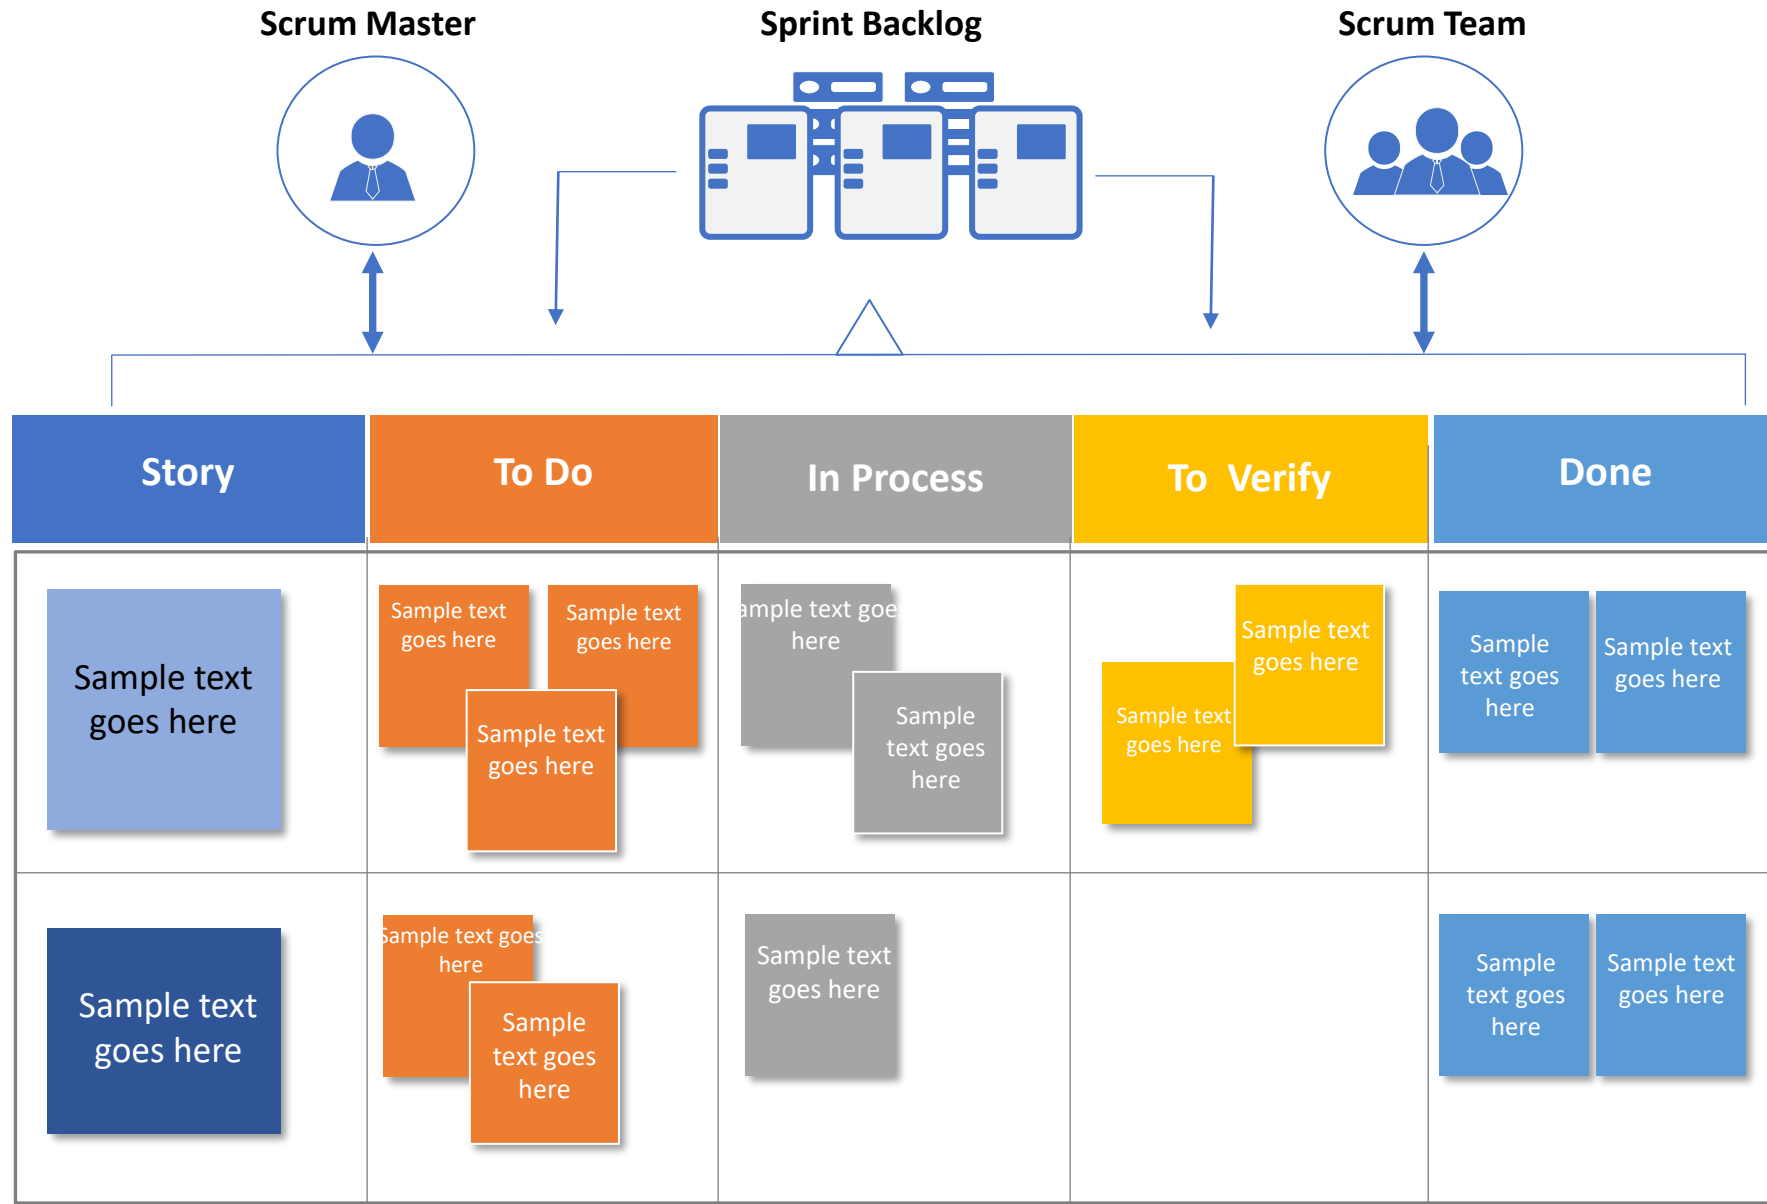 Scrum Master
Sprint Backlog
Scrum Team
Story
To Do
In Process
To  Verify
Done
Sample text
goes here
Sample text
goes here
Sample text
goes here
Sample text
goes here
ample text goes
here
Sample
text goes
here
Sample text
goes here
Sample text
goes here
Sample
text goes
here
Sample text
goes here
Sample text
goes here
Sample text goes
here
Sample
text goes
here
Sample text
goes here
Sample
text goes
here
Sample text
goes here